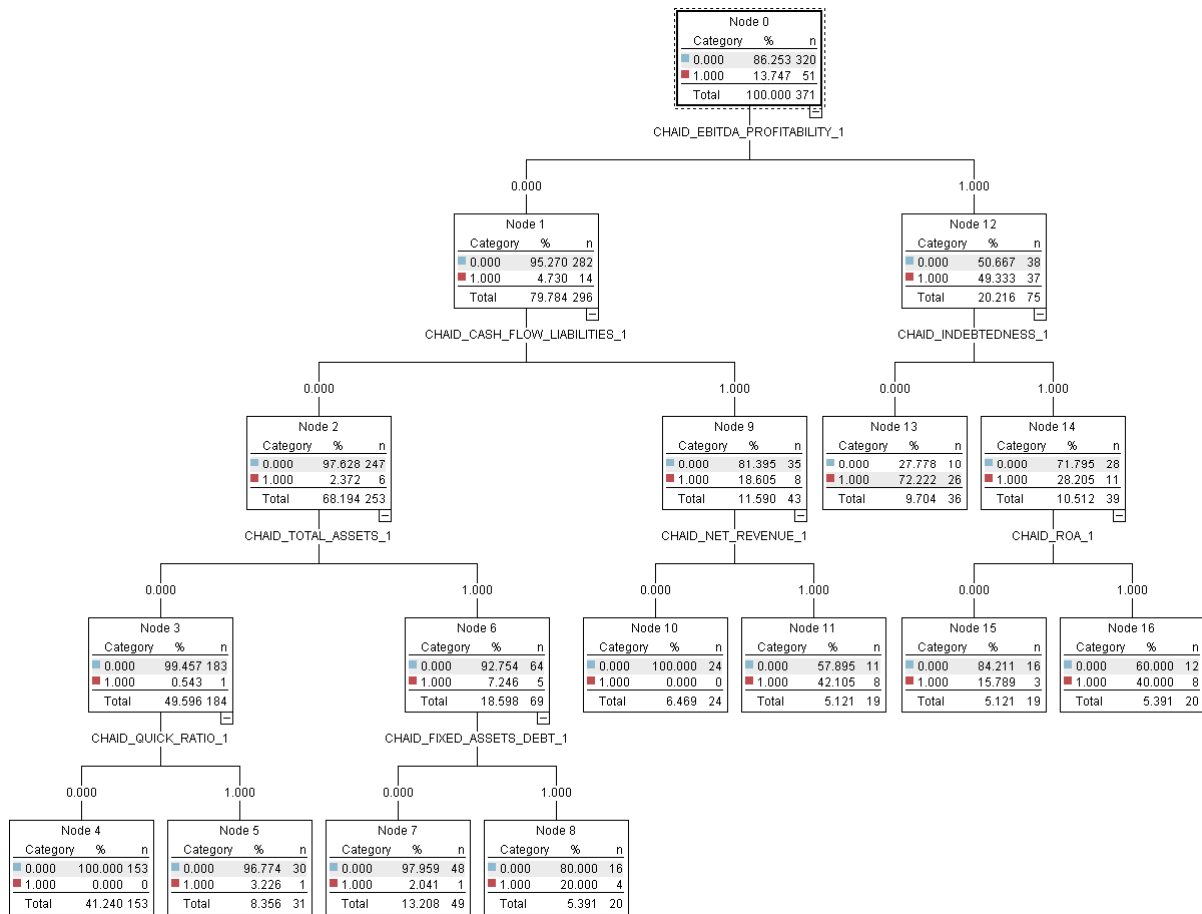 Node 0
Category % n
0.000 86.253 320
1.000 13.747 51
Total 100.000 371
CHAID_EBITDA_PROFITABILITY_1
0.000 1.000
Node 1
Category % n
0.000 95.270 282
1.000 4.730 14
Total 79.784 296
CHAID_CASH_FLOW_LIABILITIES_1
Node 12
Category % n
0.000 50.667 38
1.000 49.333 37
Total 20.216 75
CHAID_INDEBTEDNESS_1
0.000 1.000 0.000 1.000
Node 2
Category % n
0.000 97.628 247
1.000 2.372 6
Total 68.194 253
CHAID_TOTAL_ASSETS_1
Node 9
Category % n
0.000 81.395 35
1.000 18.605 8
Total 11.590 43
CHAID_NET_REVENUE_1
Node 13
Category % n
0.000 27.778 10
1.000 72.222 26
Total 9.704 36
Node 14
Category % n
0.000 71.795 28
1.000 28.205 11
Total 10.512 39
CHAID_ROA_1
0.000 1.000 0.000 1.000 0.000 1.000
Node 3
Category % n
0.000 99.457 183
1.000 0.543 1
Total 49.596 184
CHAID_QUICK_RATIO_1
Node 6
Category % n
0.000 92.754 64
1.000 7.246 5
Total 18.598 69
CHAID_FIXED_ASSETS_DEBT_1
Node 10
Category % n
0.000 100.000 24
1.000 0.000 0
Total 6.469 24
Node 11
Category % n
0.000 57.895 11
1.000 42.105 8
Total 5.121 19
Node 15
Category % n
0.000 84.211 16
1.000 15.789 3
Total 5.121 19
Node 16
Category % n
0.000 60.000 12
1.000 40.000 8
Total 5.391 20
0.000 1.000 0.000 1.000
Node 4
Category % n
0.000 100.000 153
1.000 0.000 0
Total 41.240 153
Node 5
Category % n
0.000 96.774 30
1.000 3.226 1
Total 8.356 31
Node 7
Category % n
0.000 97.959 48
1.000 2.041 1
Total 13.208 49
Node 8
Category % n
0.000 80.000 16
1.000 20.000 4
Total 5.391 20